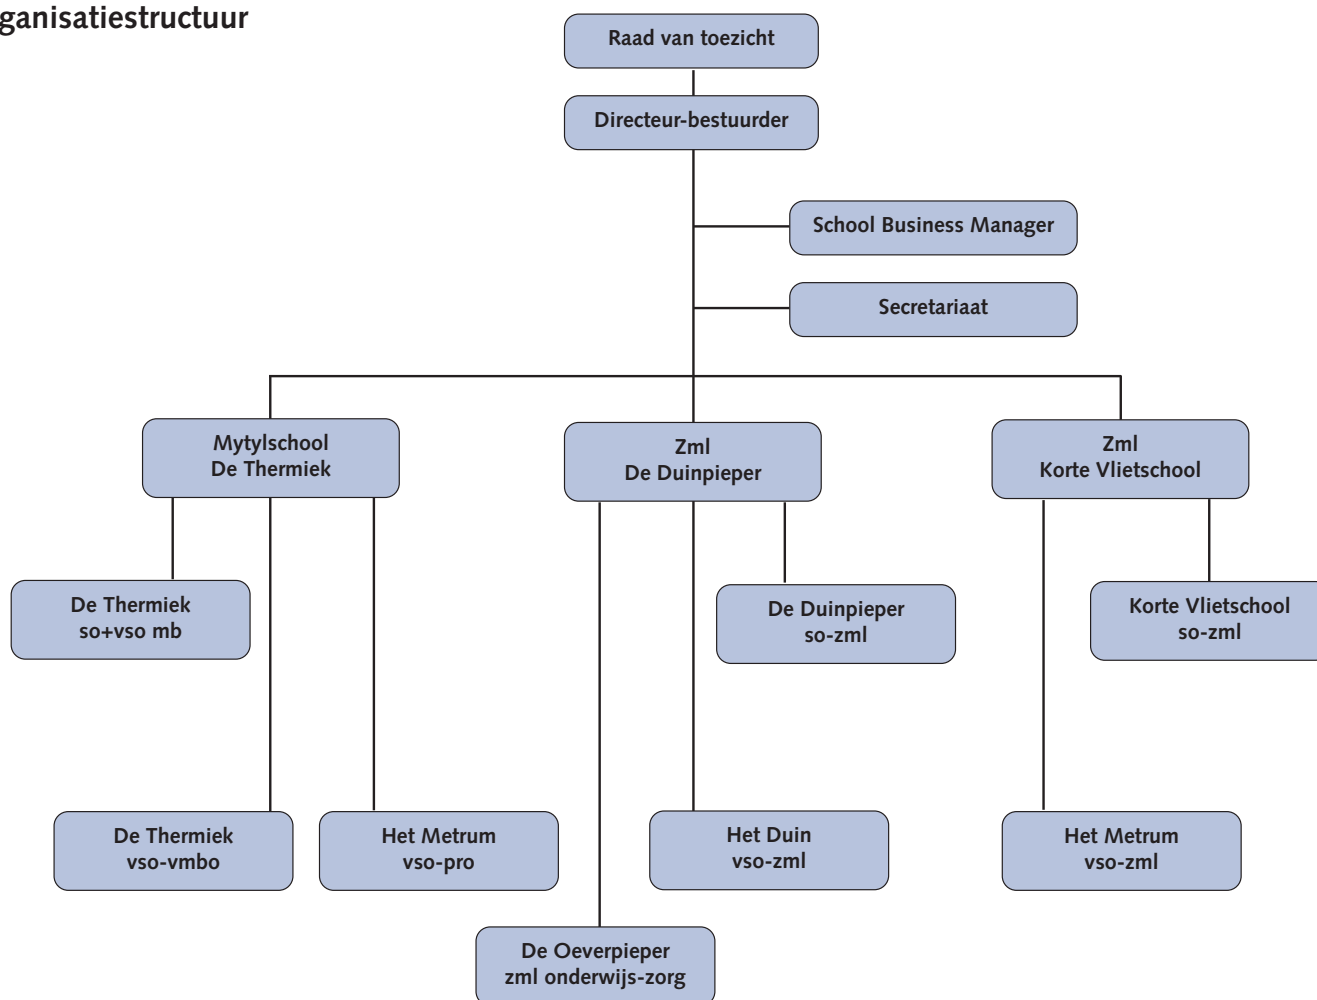 ganisatiestructuur
Raad van toezicht
Directeur-bestuurder
School Business Manager
Secretariaat
Mytylschool
De Thermiek
Zml
De Duinpieper
Zml
Korte Vlietschool
De Thermiek
so+vso mb
De Duinpieper
so-zml
Korte Vlietschool
so-zml
De Thermiek
vso-vmbo
Het Metrum
vso-pro
Het Duin
vso-zml
Het Metrum
vso-zml
De Oeverpieper
zml onderwijs-zorg